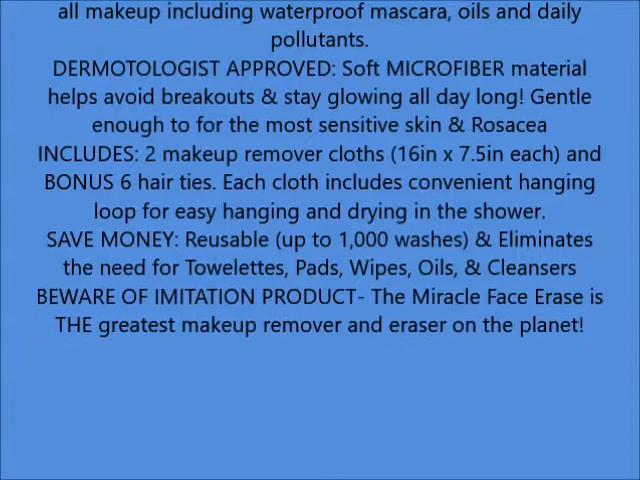 all makeup including waterproof mascara, oils and daily
pollutants.
DERMOTOLOGIST APPROVED: Soft MICROFIBER material
helps avoid breakouts & stay glowing all day long! Gentle
enough to for the most sensitive skin & Rosacea
INCLUDES: 2 makeup remover cloths (16in x 7.5in each) and
BONUS 6 hair ties. Each cloth includes convenient hanging
loop for easy hanging and drying in the shower.
SAVE MONEY: Reusable (up to 1,000 washes) & Eliminates
the need for Towelettes, Pads, Wipes, Oils, & Cleansers
BEWARE OF IMITATION PRODUCT- The Miracle Face Erase is
THE greatest makeup remover and eraser on the planet!